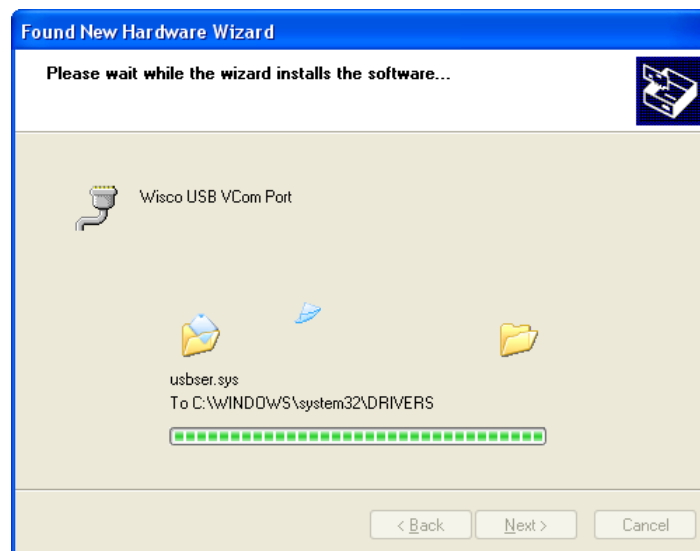 Found New Hardware Wizard
Please wait while the wizard installs the software...
Wisco USB VCom Port
usbser.sys
To C:\WINDOWS\system32\DRIVERS
< Back Next > Cancel